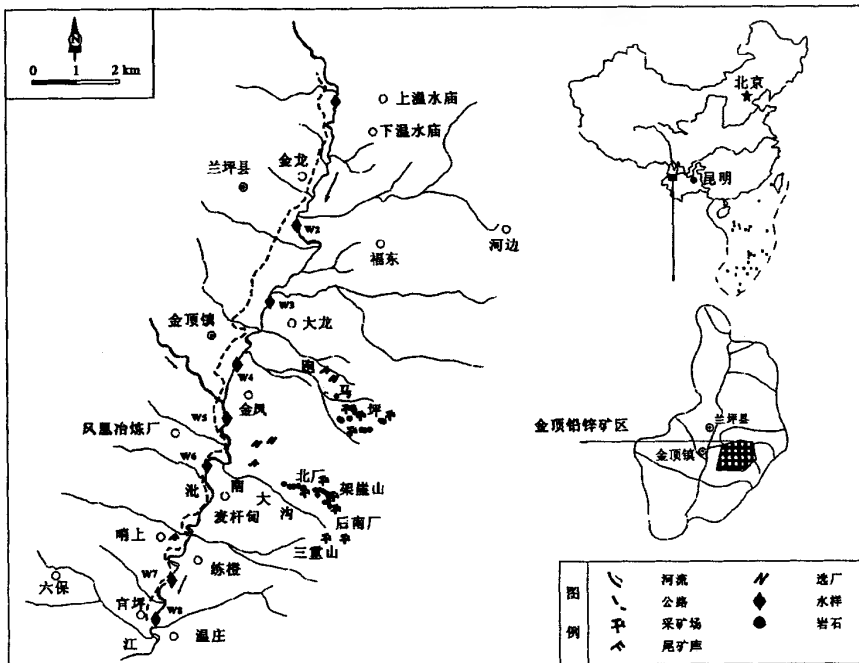 N
0 1 2 km
上温水庙
下温水庙
金龙
兰坪县
W2
河边
福东
W3
大龙
金顶镇
跑
马
坪
W4
金凤
W5
凤凰冶炼厂
W6
沘
南
大
沟
北厂
架崖山
麦杆甸
后南厂
哨上
三重山
练橙
W7
六保
官坪
W8
江
温庄
北京
N
昆明
兰坪县
金顶铅锌矿区
金顶镇
图例
河流
选厂
公路
水样
采矿场
岩石
尾矿库